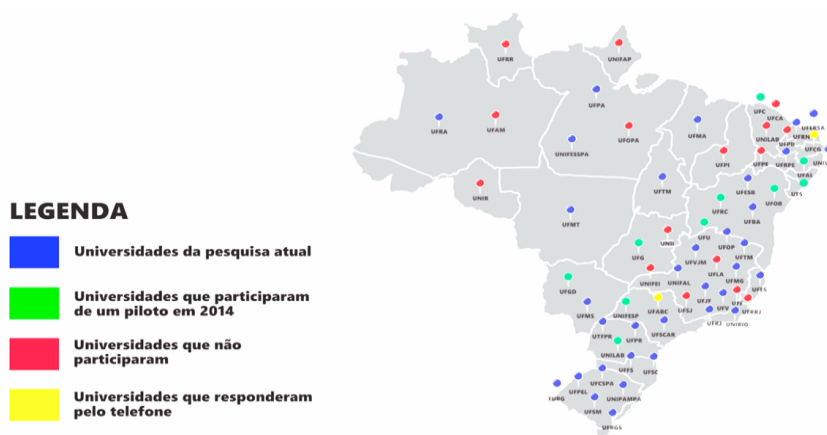 UFRR
UNIFAP
UFPA
UFRA
UFAM
UFOPA
UNIFESSPA
UFMA
UFC
UFCA
UFERSA
UFRN
UNILAB
UFPI
UFPE
UFRPE
UFCG
UFAL
UNIR
UFTM
UFESB
UFOB
UFRC
UFBA
UFMT
UFU
UFG
UFOP
UFVJM
UFTM
UNIFEI
UNIFAL
UFLA
UFMG
UFES
UFGD
UFMS
UNIFESP
UFABC
UFSJ
UFJF
UFV
UFF
UFRRJ
UFRJ
UNIRIO
UTFPR
UFPR
UFSCAR
UNILAB
UFFS
UFSC
UFCSPA
UFPEL
UNIPAMPA
UFSM
UFRGS
LEGENDA
Universidades da pesquisa atual
Universidades que participaram
de um piloto em 2014
Universidades que não
participaram
Universidades que responderam
pelo telefone